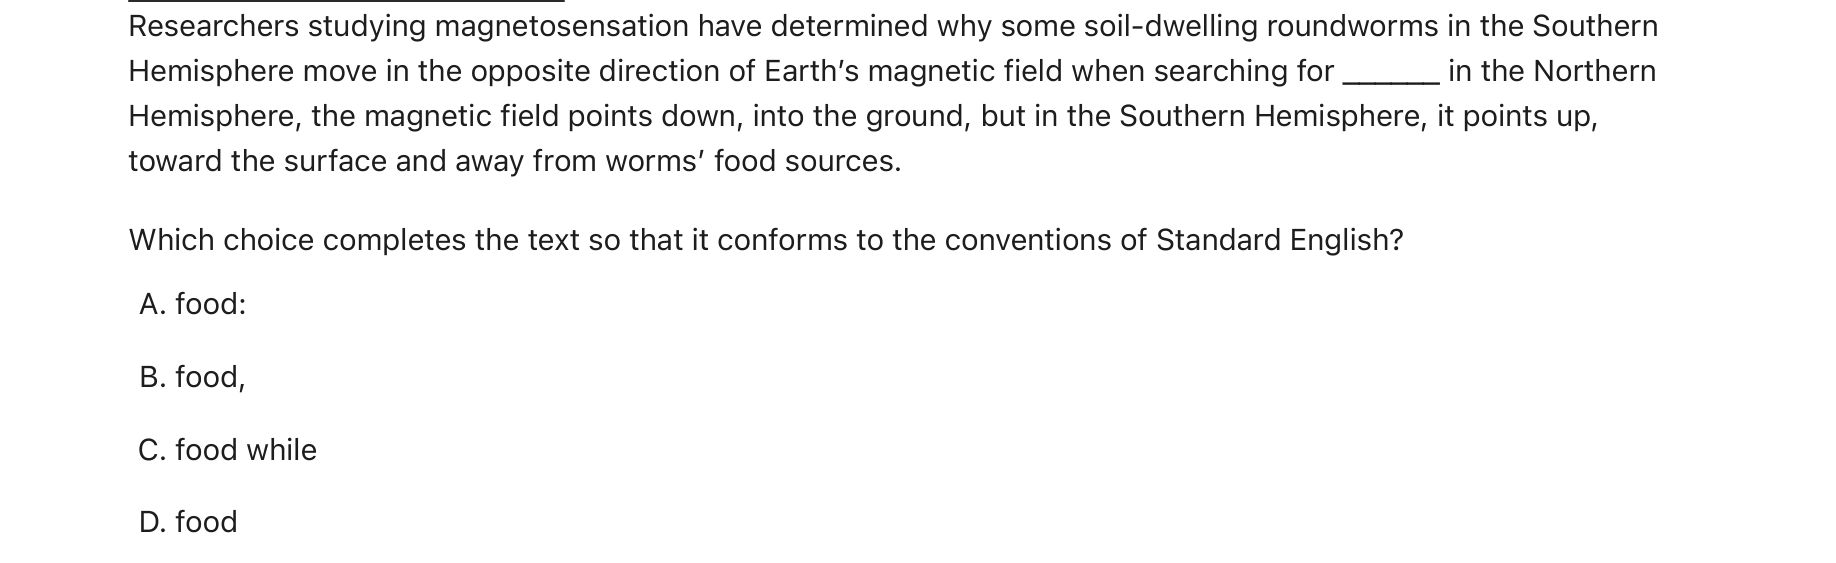 Researchers studying magnetosensation have determined why some soil-dwelling roundworms in the Southern
Hemisphere move in the opposite direction of Earth’s magnetic field when searching for ______ in the Northern
Hemisphere, the magnetic field points down, into the ground, but in the Southern Hemisphere, it points up,
toward the surface and away from worms’ food sources.
Which choice completes the text so that it conforms to the conventions of Standard English?
A. food:
B. food,
C. food while
D. food